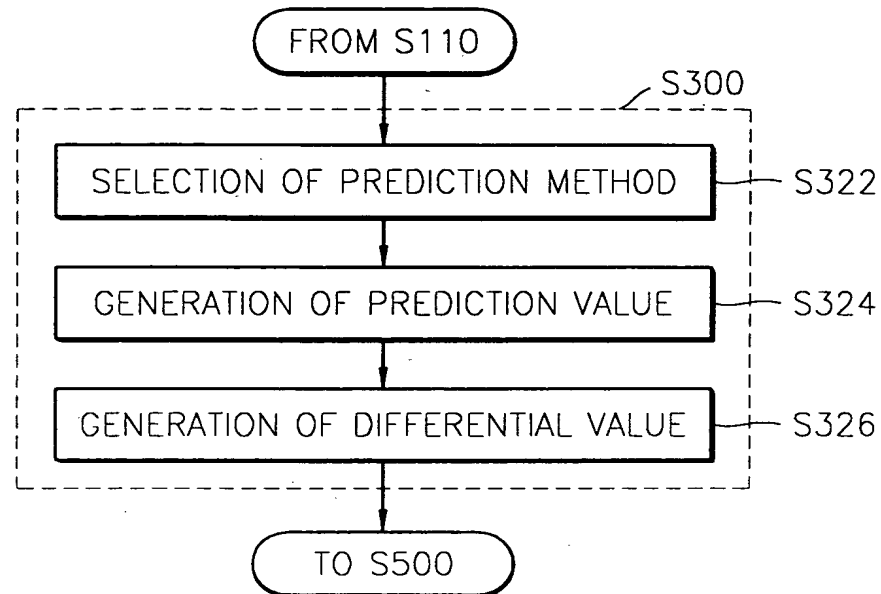 FROM S110
S300
SELECTION OF PREDICTION METHOD
S322
GENERATION OF PREDICTION VALUE
S324
GENERATION OF DIFFERENTIAL VALUE
S326
TO S500